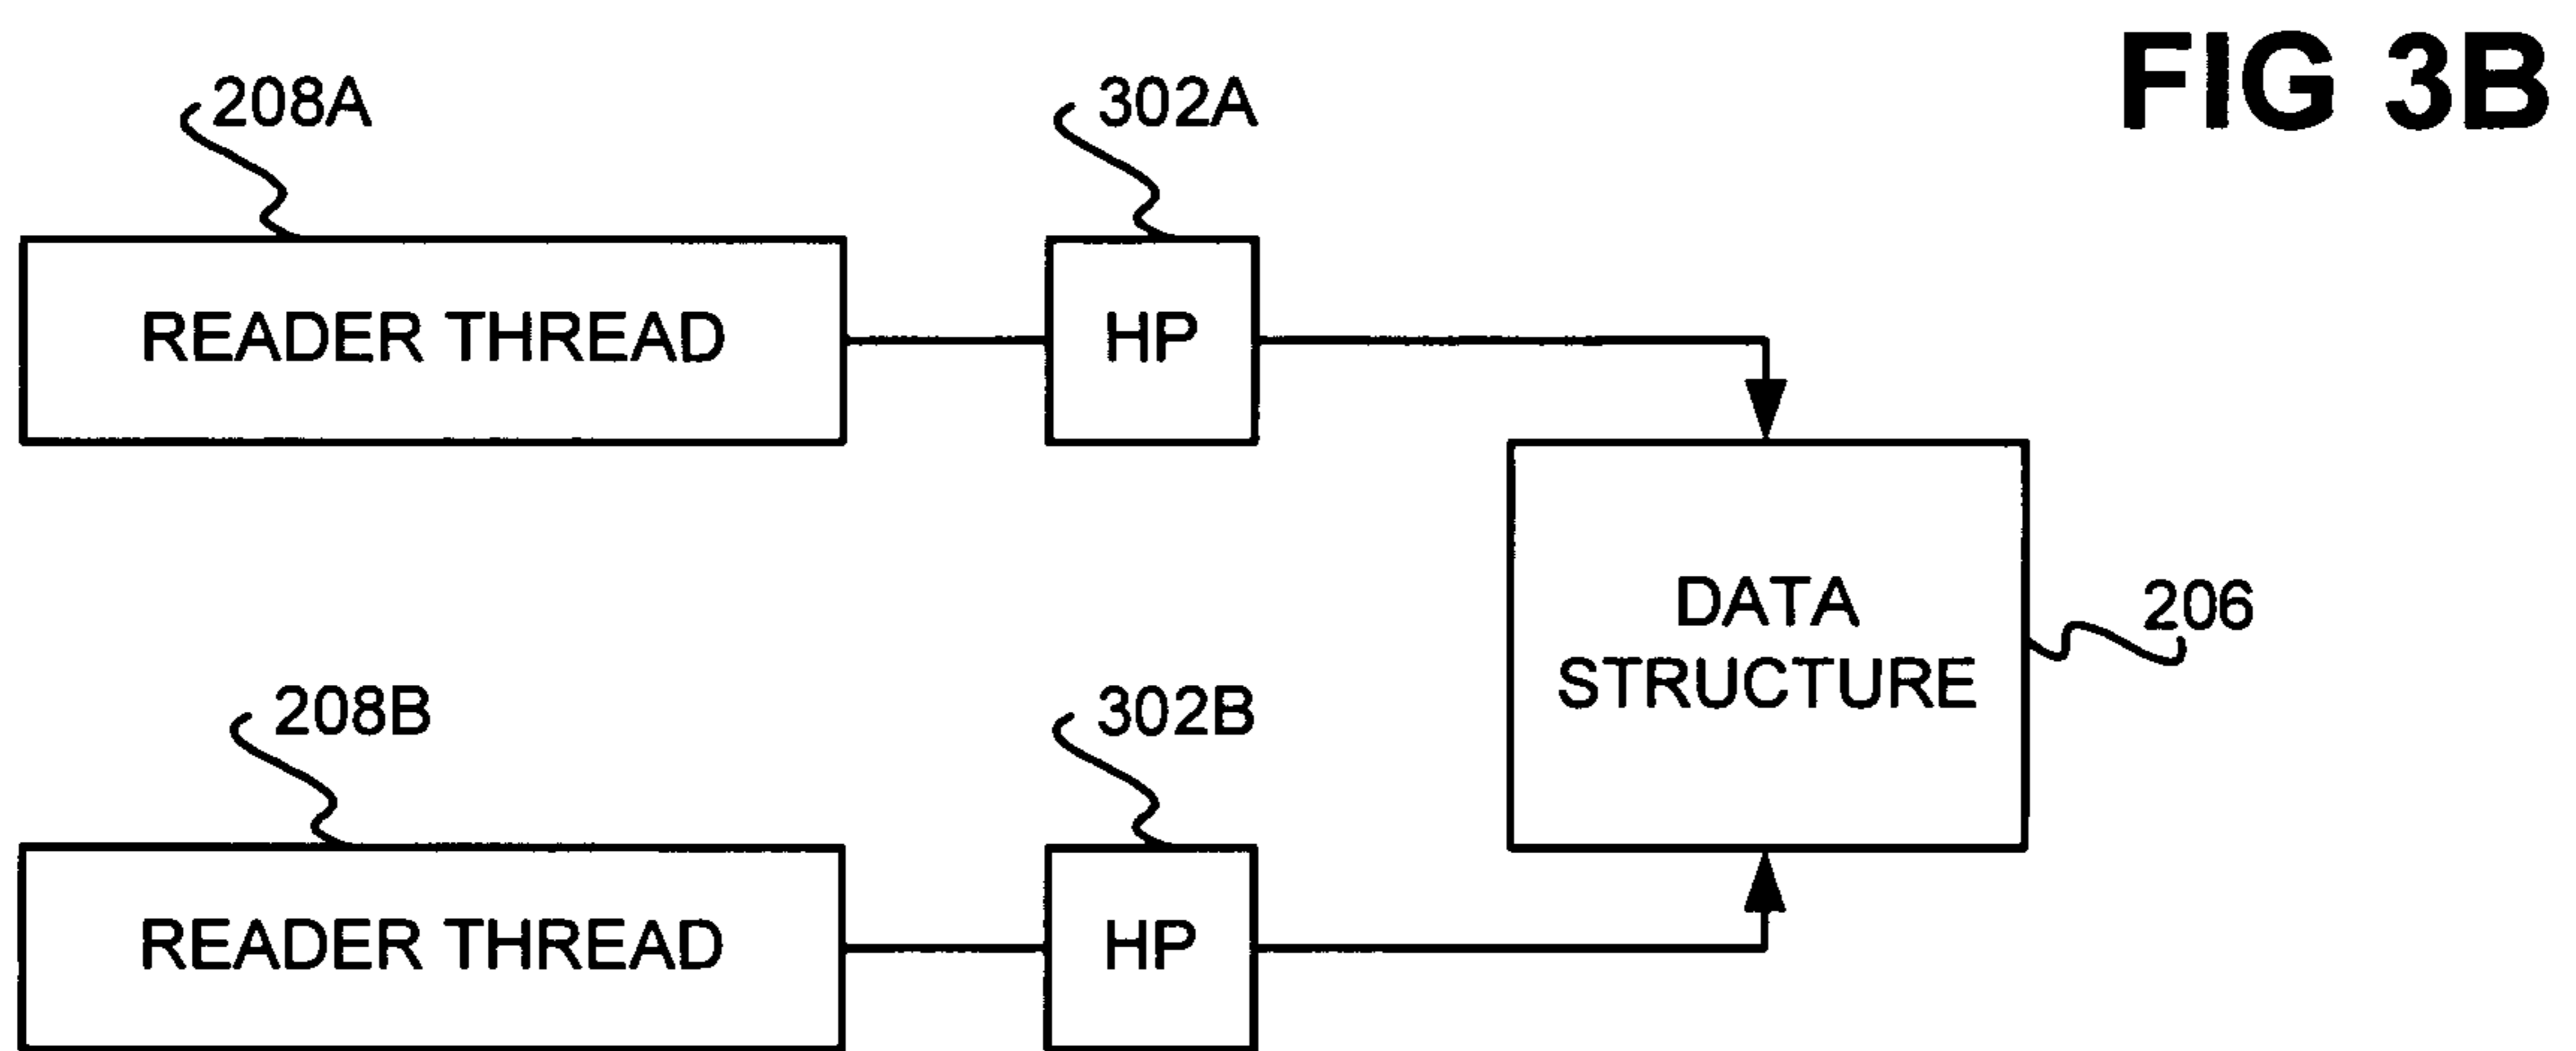 FIG 3B
208A
302A
READER THREAD
HP
DATA
STRUCTURE
206
208B
302B
READER THREAD
HP